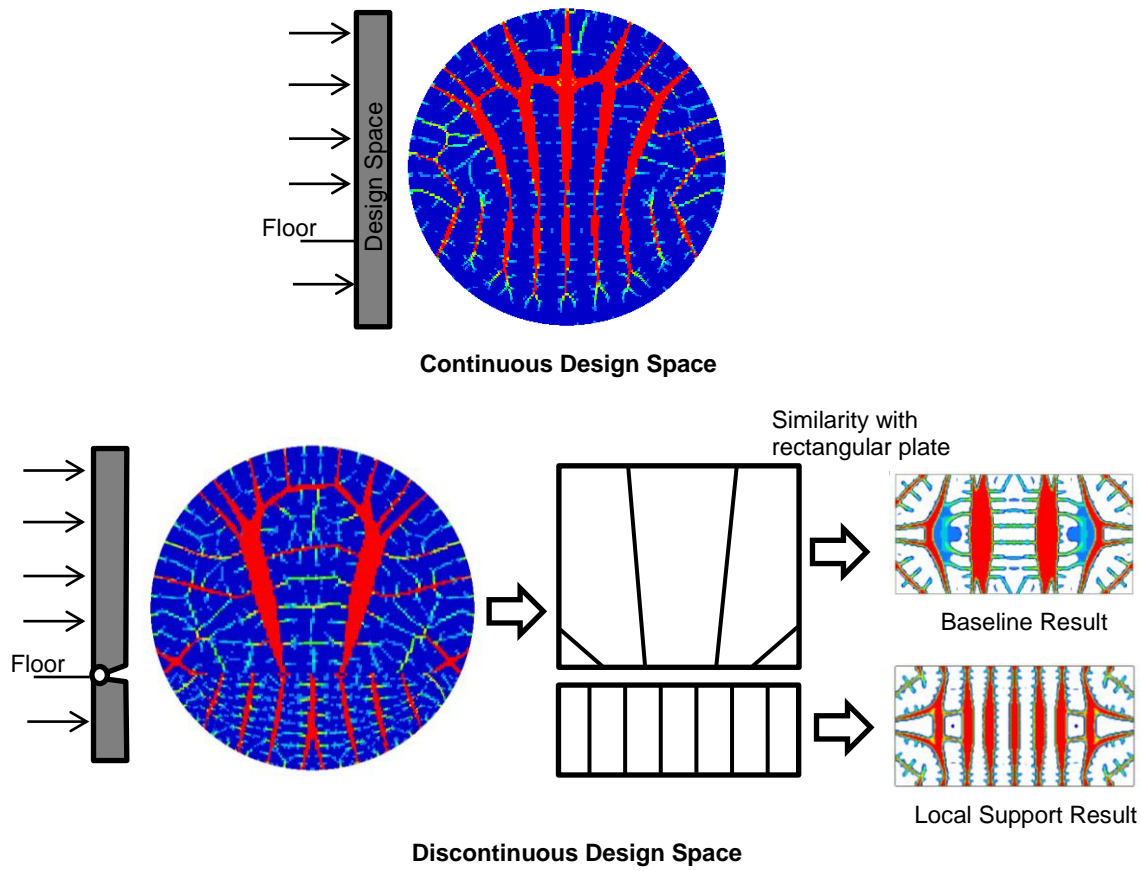 Design Space
Floor
Continuous Design Space
Similarity with
rectangular plate
Floor
Baseline Result
Local Support Result
Discontinuous Design Space